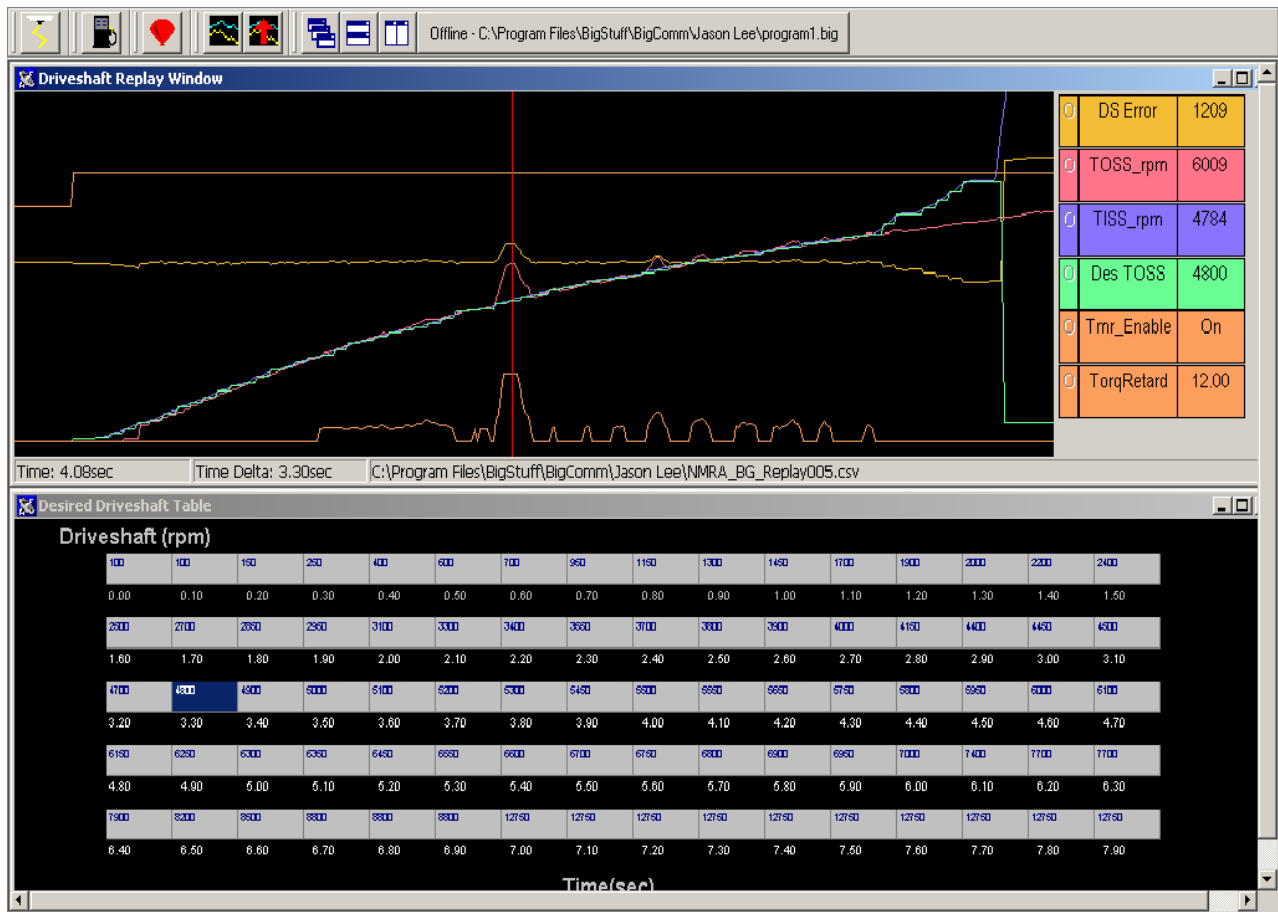 Offline - C:\Program Files\BigStuff\BigComm\Jason Lee\program1.big
Driveshaft Replay Window
DS Error 1209
TOSS_rpm 6009
TISS_rpm 4784
Des TOSS 4800
Tmr_Enable On
TorqRetard 12.00
Time: 4.08sec Time Delta: 3.30sec C:\Program Files\BigStuff\BigComm\Jason Lee\NMRA_BG_Replay005.csv
Desired Driveshaft Table
Driveshaft (rpm)
100 100 150 250 400 600 700 950 1150 1300 1450 1700 1900 2000 2200 2400
0.00 0.10 0.20 0.30 0.40 0.50 0.60 0.70 0.80 0.90 1.00 1.10 1.20 1.30 1.40 1.50
2600 2700 2850 2950 3100 3300 3400 3550 3700 3800 3900 4000 4150 4400 4450 4500
1.60 1.70 1.80 1.90 2.00 2.10 2.20 2.30 2.40 2.50 2.60 2.70 2.80 2.90 3.00 3.10
4700 4800 4900 5000 5100 5200 5300 5450 5500 5550 5650 5750 5800 5950 6000 6100
3.20 3.30 3.40 3.50 3.60 3.70 3.80 3.90 4.00 4.10 4.20 4.30 4.40 4.50 4.60 4.70
6150 6250 6300 6350 6450 6550 6600 6700 6750 6800 6900 6950 7000 7400 7700 7700
4.80 4.90 5.00 5.10 5.20 5.30 5.40 5.50 5.60 5.70 5.80 5.90 6.00 6.10 6.20 6.30
7900 8200 8500 8800 8800 8800 12750 12750 12750 12750 12750 12750 12750 12750 12750 12750
6.40 6.50 6.60 6.70 6.80 6.90 7.00 7.10 7.20 7.30 7.40 7.50 7.60 7.70 7.80 7.90
Time(sec)